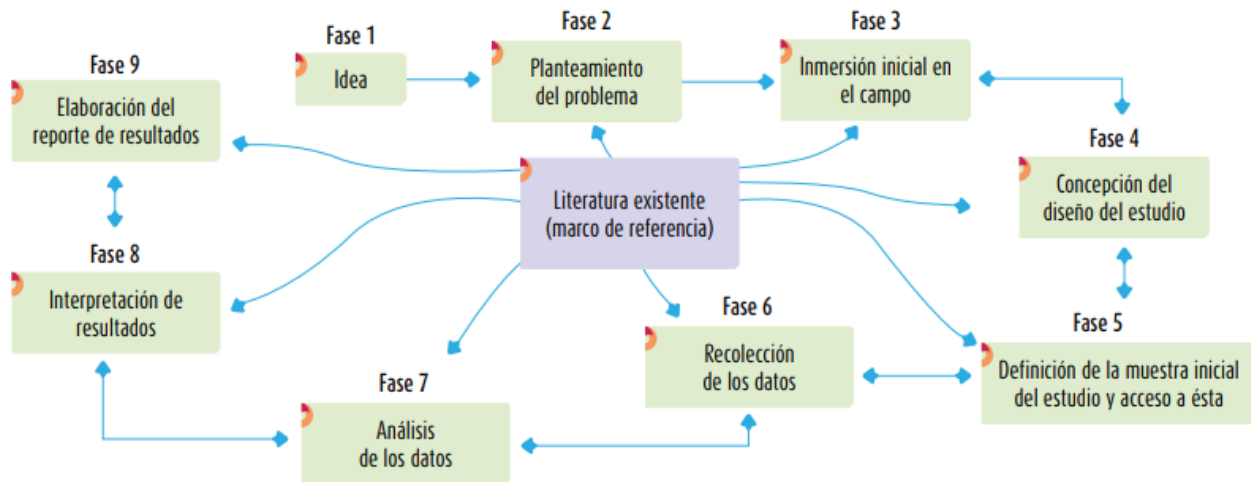 Fase 1
Idea
Fase 2
Planteamiento
del problema
Fase 3
Inmersión inicial en
el campo
Fase 4
Concepción del
diseño del estudio
Fase 5
Definición de la muestra inicial
del estudio y acceso a ésta
Fase 6
Recolección
de los datos
Fase 7
Análisis
de los datos
Fase 8
Interpretación de
resultados
Fase 9
Elaboración del
reporte de resultados
Literatura existente
(marco de referencia)